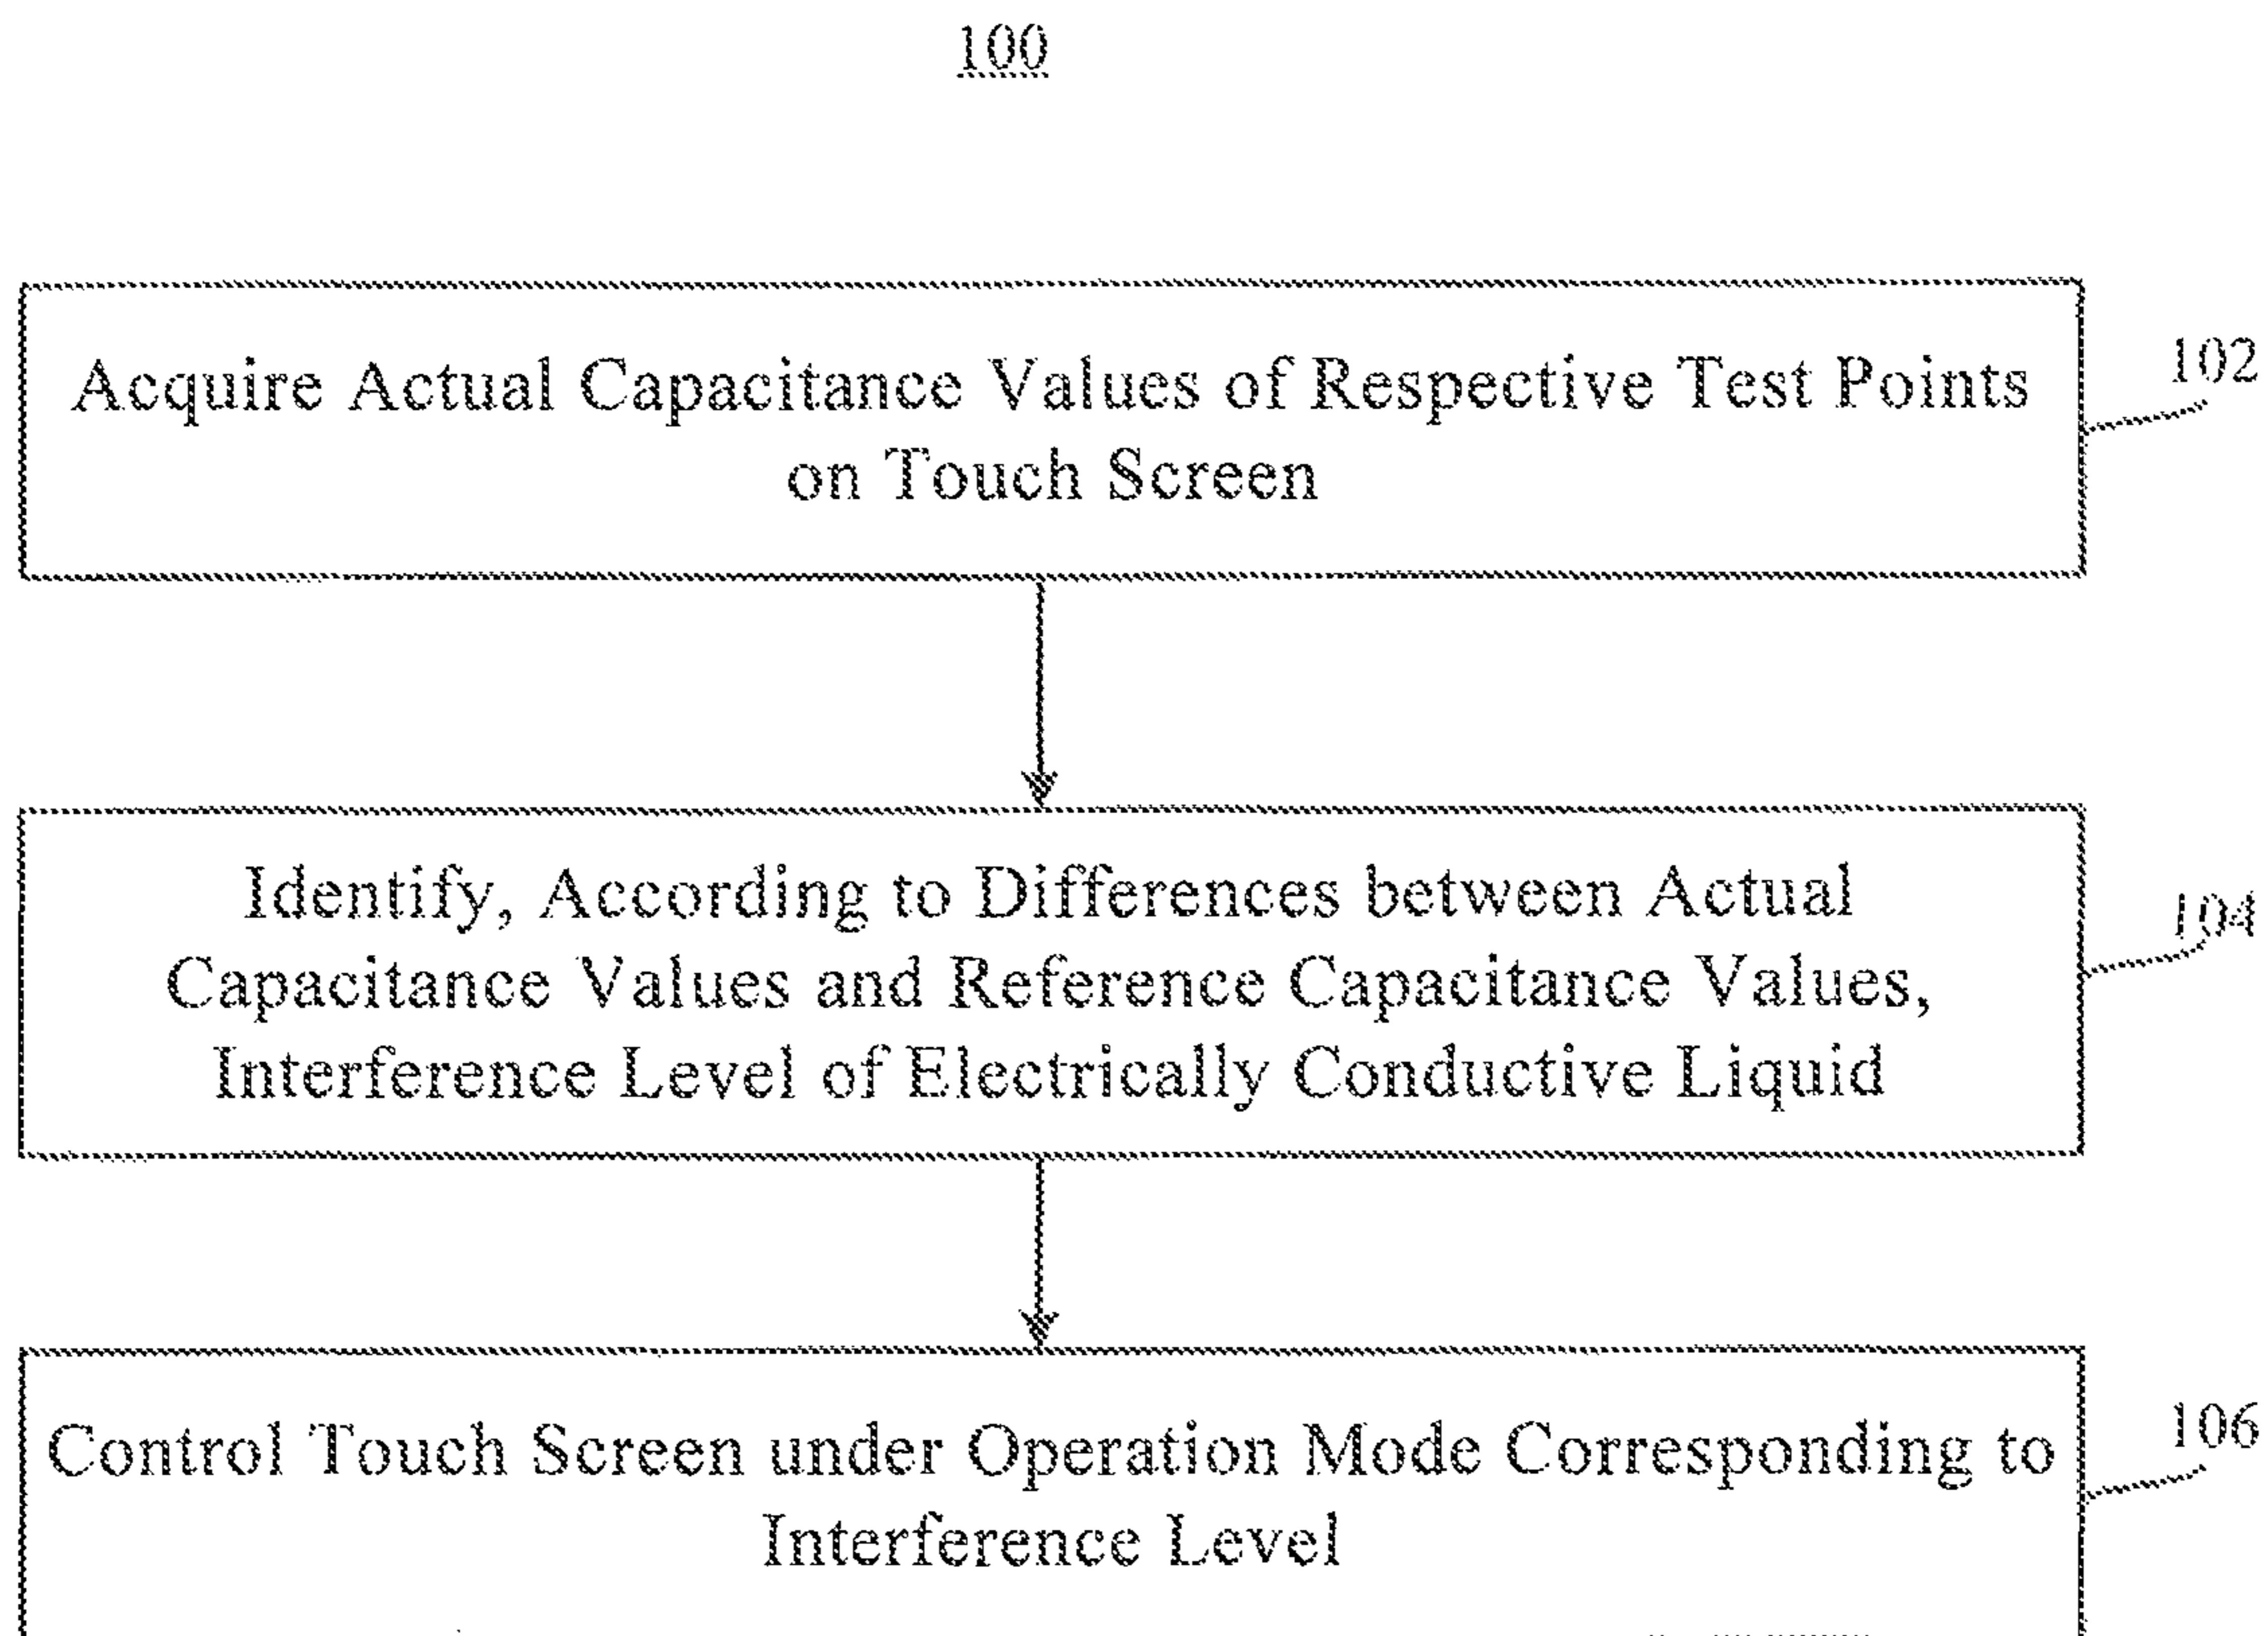 100
Acquire Actual Capacitance Values of Respective Test Points
on Touch Screen
102
Identify, According to Differences between Actual
Capacitance Values and Reference Capacitance Values,
Interference Level of Electrically Conductive Liquid
104
Control Touch Screen under Operation Mode Corresponding to
Interference Level
106